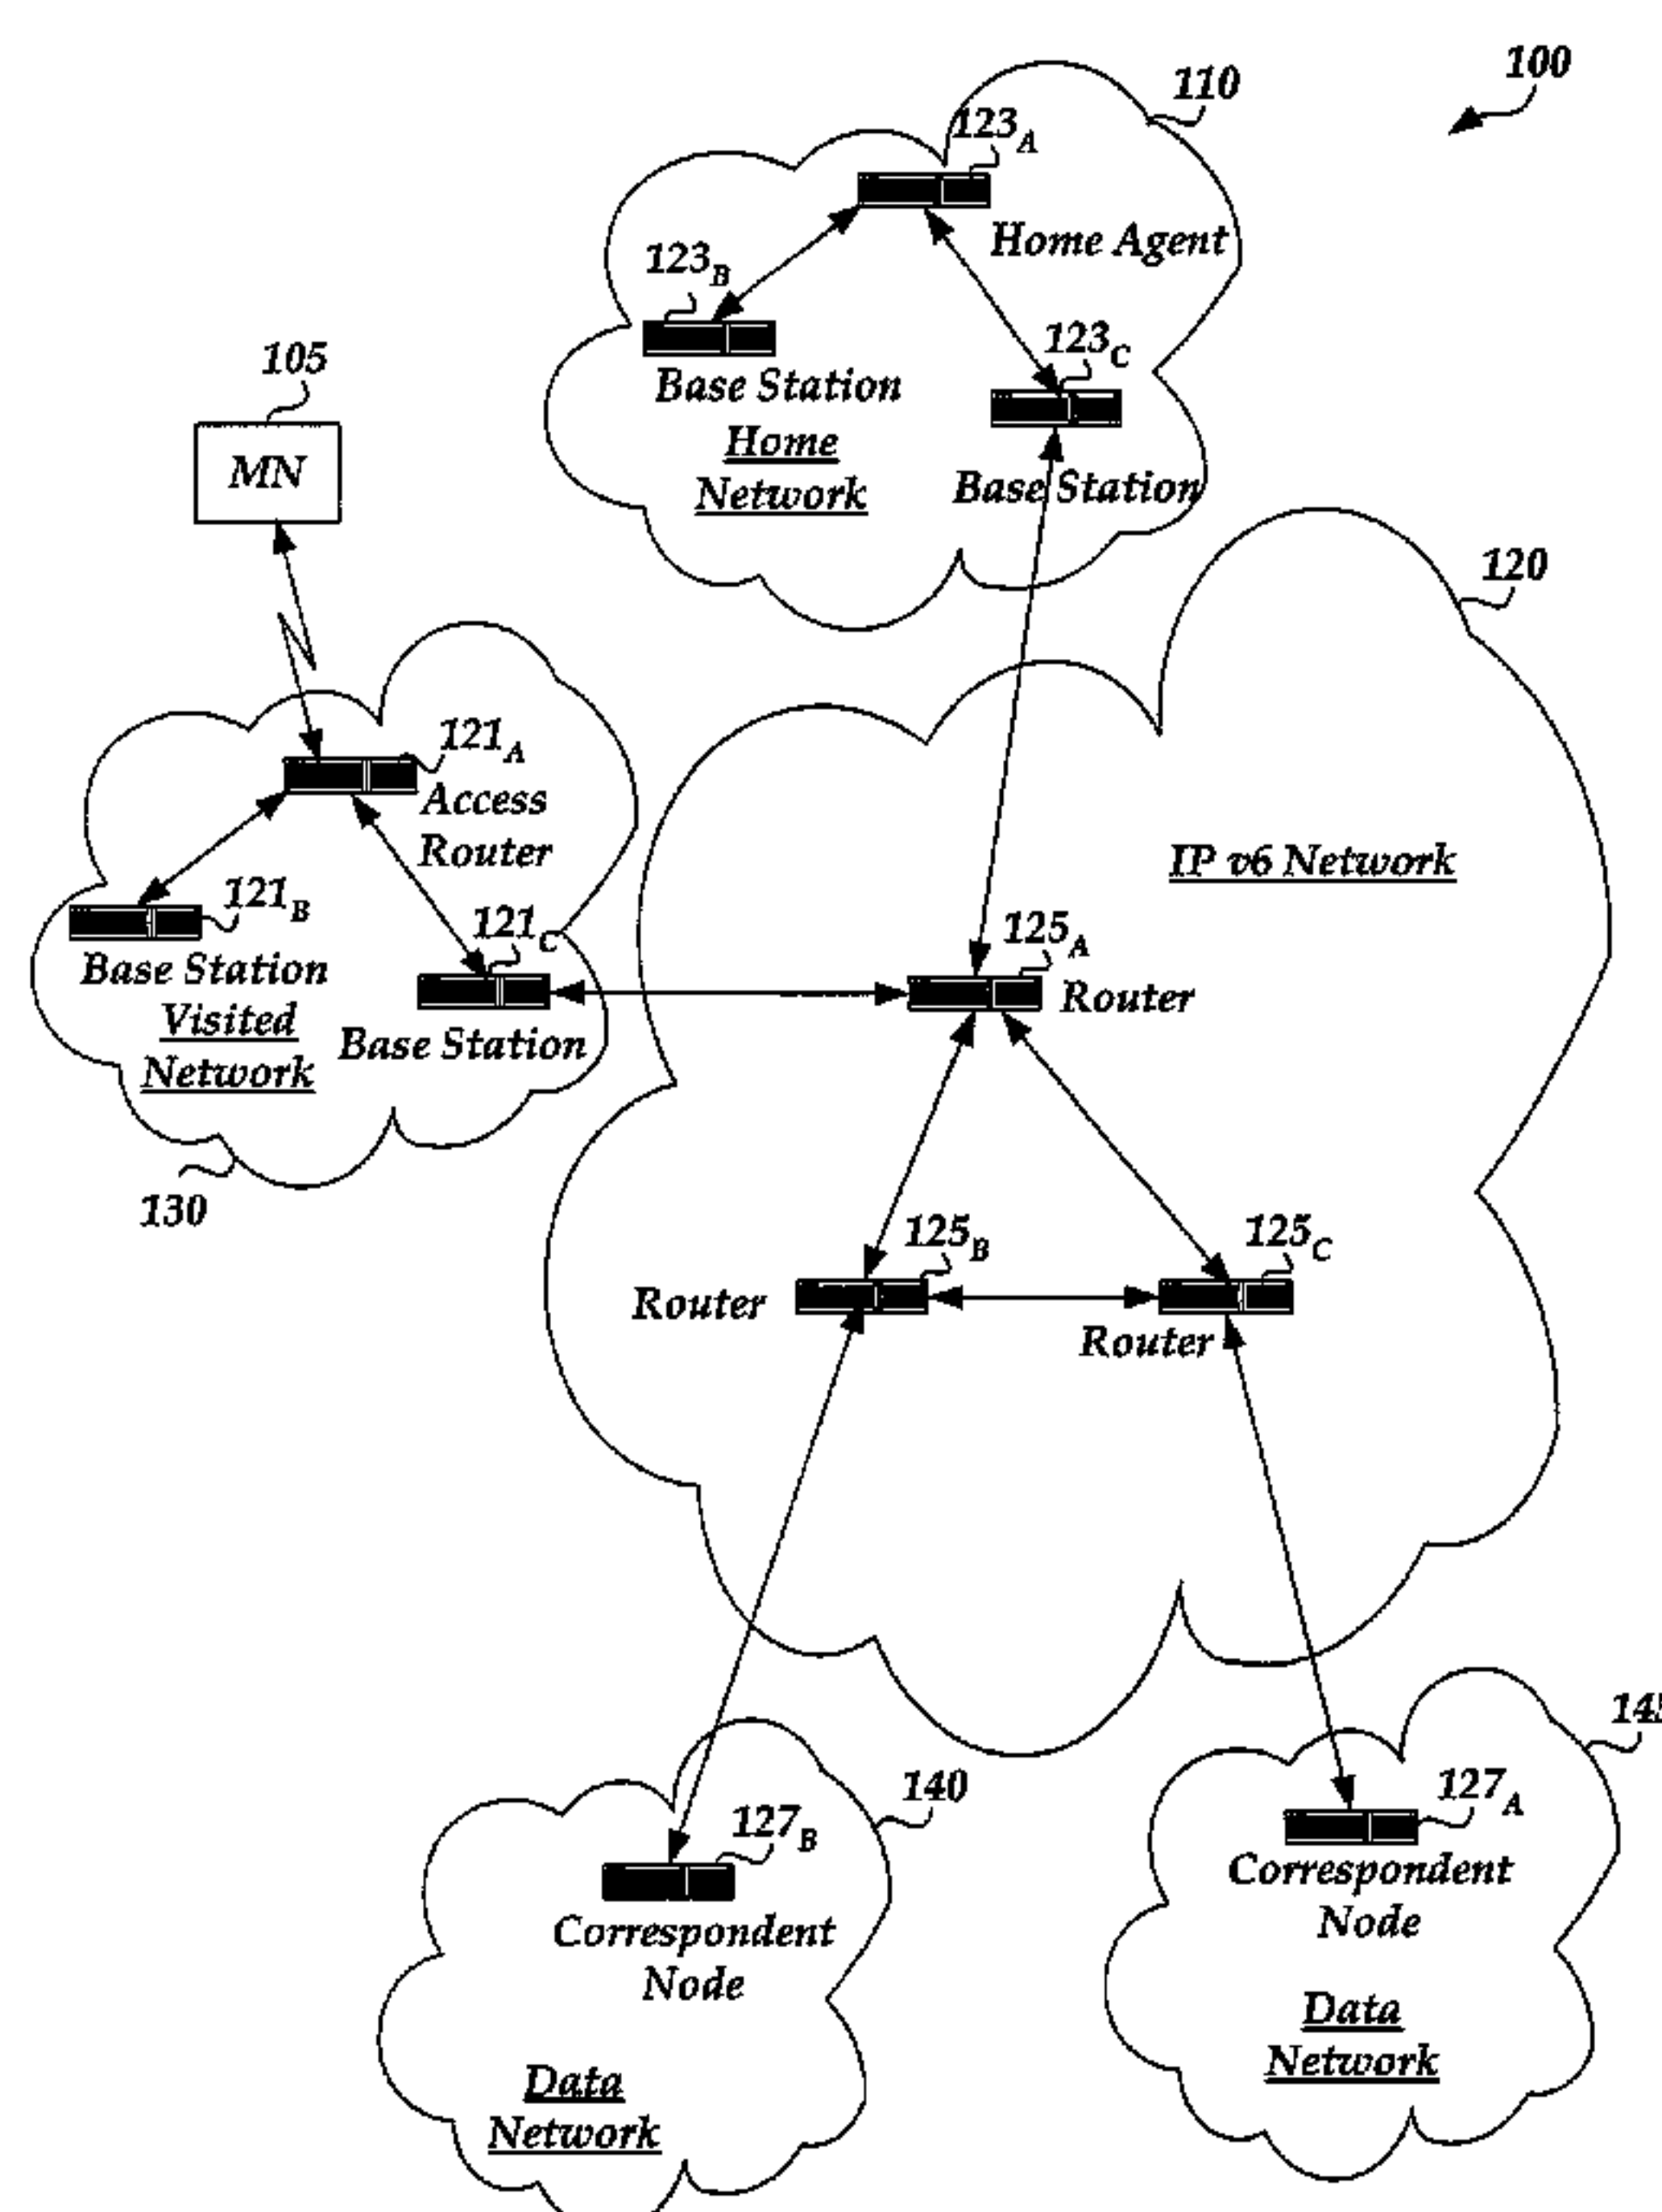 100
110
123A
Home Agent
123B
123C
Base Station
Home
Network
Base Station
105
MN
120
121A
Access
Router
IP v6 Network
121B
121C
Base Station
Visited
Network
Base Station
125A
Router
130
125B
125C
Router
Router
140
127B
Correspondent
Node
Data
Network
127A
Correspondent
Node
Data
Network